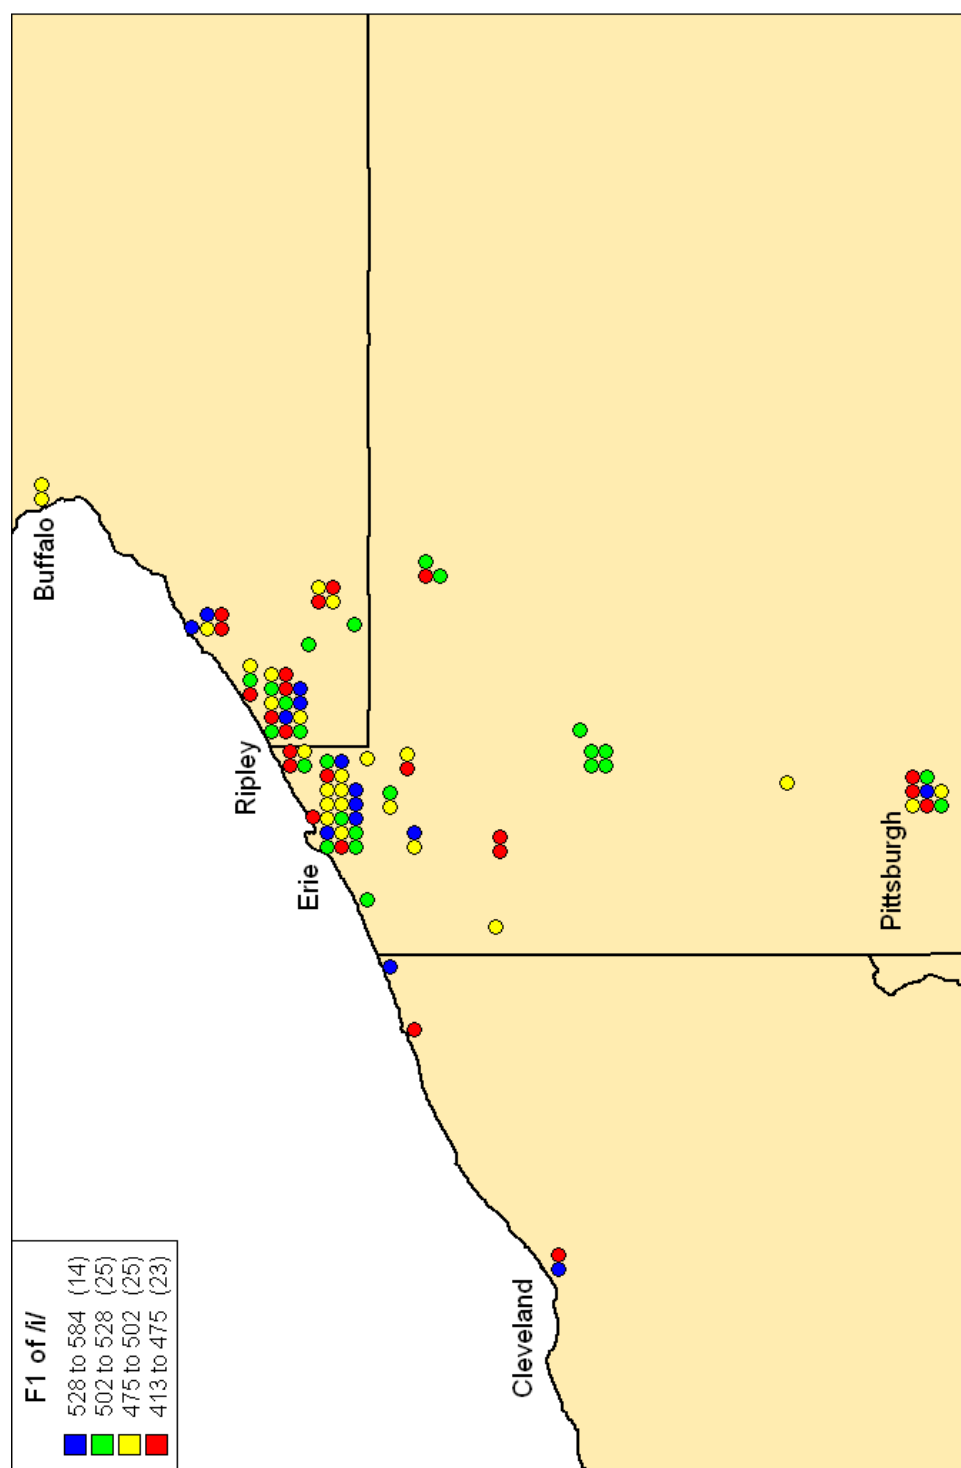 F1 of /i/
528 to 584 (14)
502 to 528 (25)
475 to 502 (25)
413 to 475 (23)
Cleveland
Erie
Ripley
Buffalo
Pittsburgh